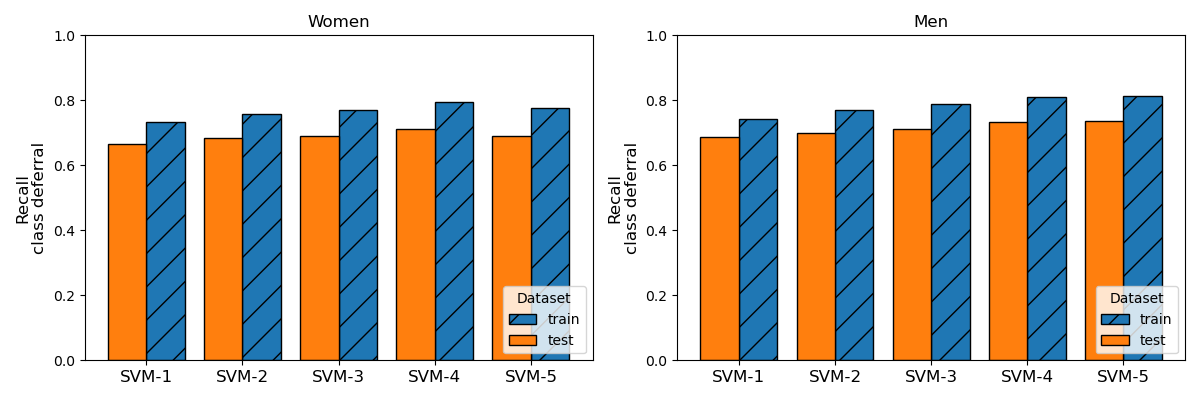 Women
Recall
class deferral
1.0
0.8
0.6
0.4
0.2
0.0
SVM-1 SVM-2 SVM-3 SVM-4 SVM-5
Dataset
train
test
Men
Recall
class deferral
1.0
0.8
0.6
0.4
0.2
0.0
SVM-1 SVM-2 SVM-3 SVM-4 SVM-5
Dataset
train
test